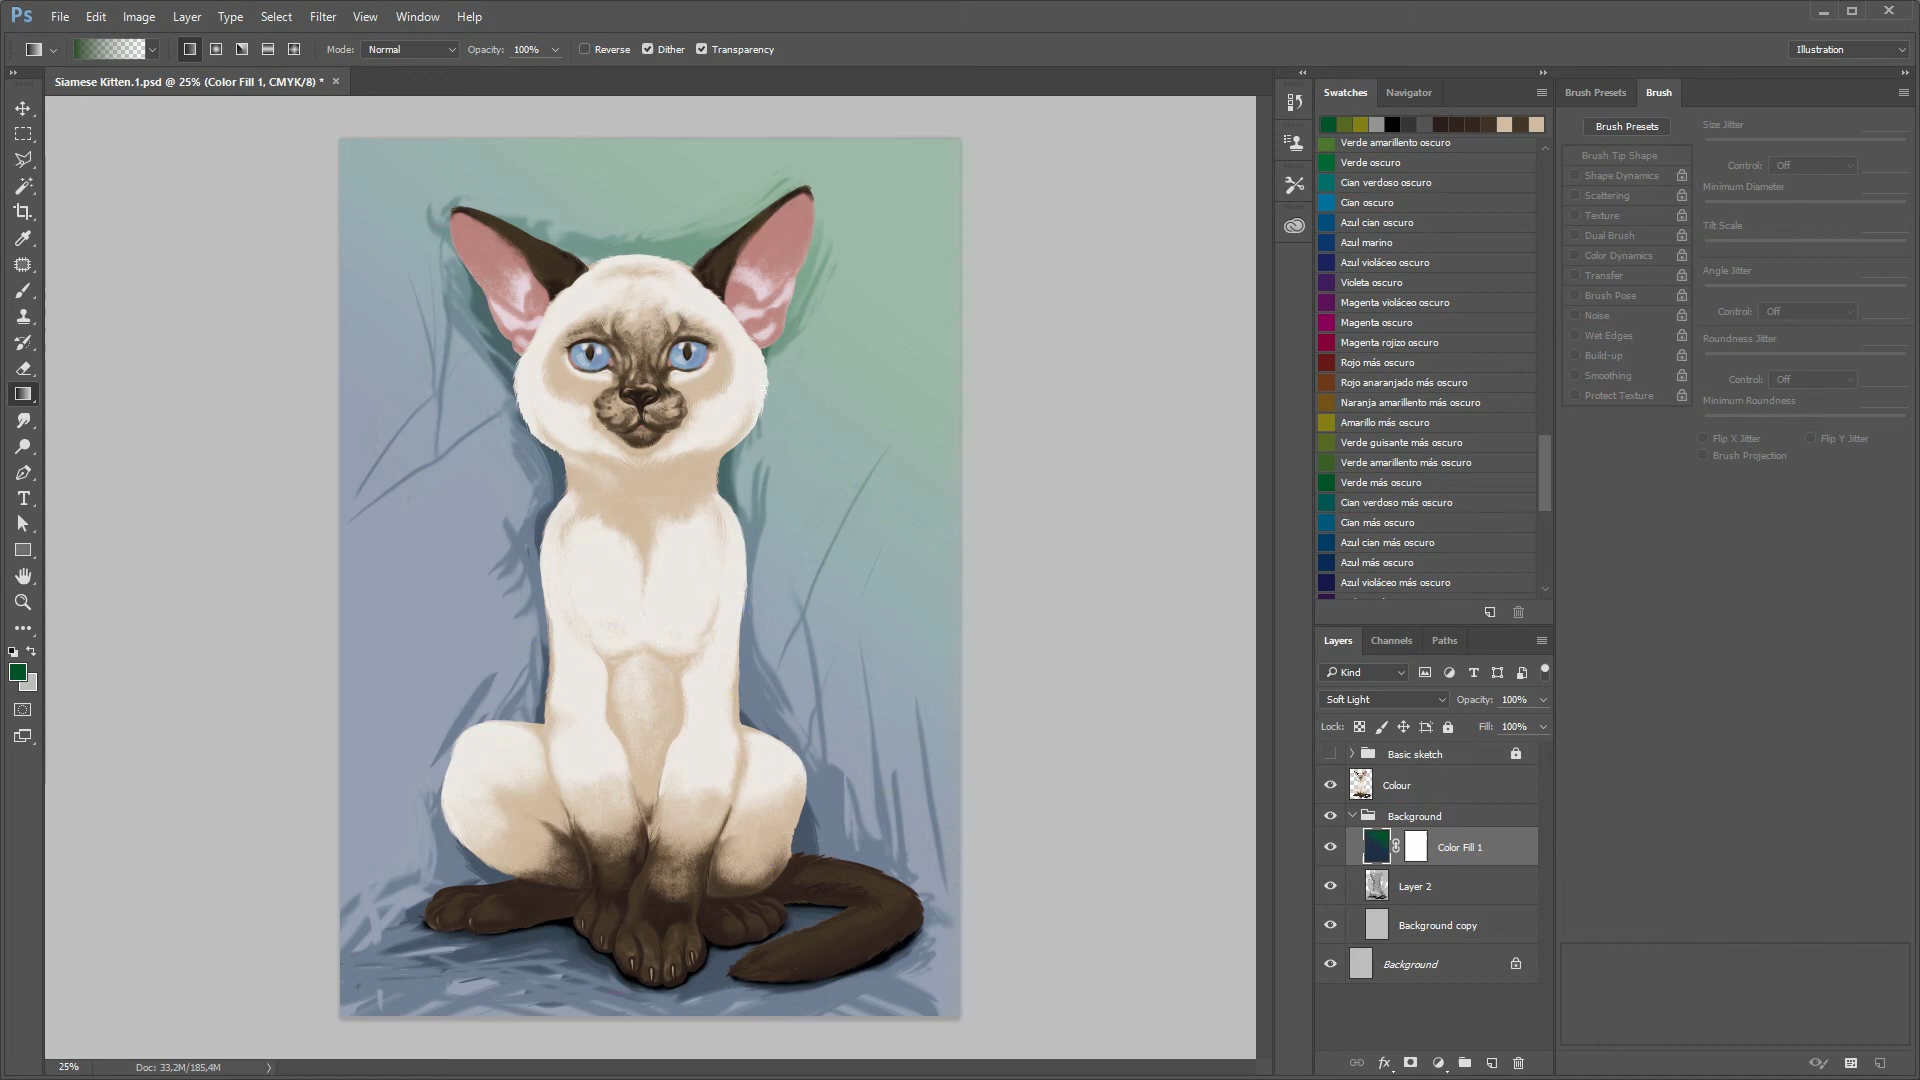 Ps File Edit Image Layer Type Select Filter View Window Help
Mode: Normal Opacity: 100% Reverse Dither Transparency Illustration
Siamese Kitten.1.psd @ 25% (Color Fill 1, CMYK/8) * ×
Swatches Navigator
Verde amarillento oscuro
Verde oscuro
Cian verdoso oscuro
Cian oscuro
Azul cian oscuro
Azul marino
Azul violáceo oscuro
Violeta oscuro
Magenta violáceo oscuro
Magenta oscuro
Magenta rojizo oscuro
Rojo más oscuro
Rojo anaranjado más oscuro
Naranja amarillento más oscuro
Amarillo más oscuro
Verde guisante más oscuro
Verde amarillento más oscuro
Verde más oscuro
Cian verdoso más oscuro
Cian más oscuro
Azul cian más oscuro
Azul más oscuro
Azul violáceo más oscuro
Layers Channels Paths
Kind
Soft Light Opacity: 100%
Lock: Fill: 100%
Basic sketch
Colour
Background
Color Fill 1
Layer 2
Background copy
Background
fx
Brush Presets Brush
Brush Presets
Brush Tip Shape
Shape Dynamics
Scattering
Texture
Dual Brush
Color Dynamics
Transfer
Brush Pose
Noise
Wet Edges
Build-up
Smoothing
Protect Texture
Size Jitter
Control: Off
Minimum Diameter
Tilt Scale
Angle Jitter
Control: Off
Roundness Jitter
Control: Off
Minimum Roundness
Flip X Jitter Flip Y Jitter
Brush Projection
25% Doc: 33,2M/185,4M